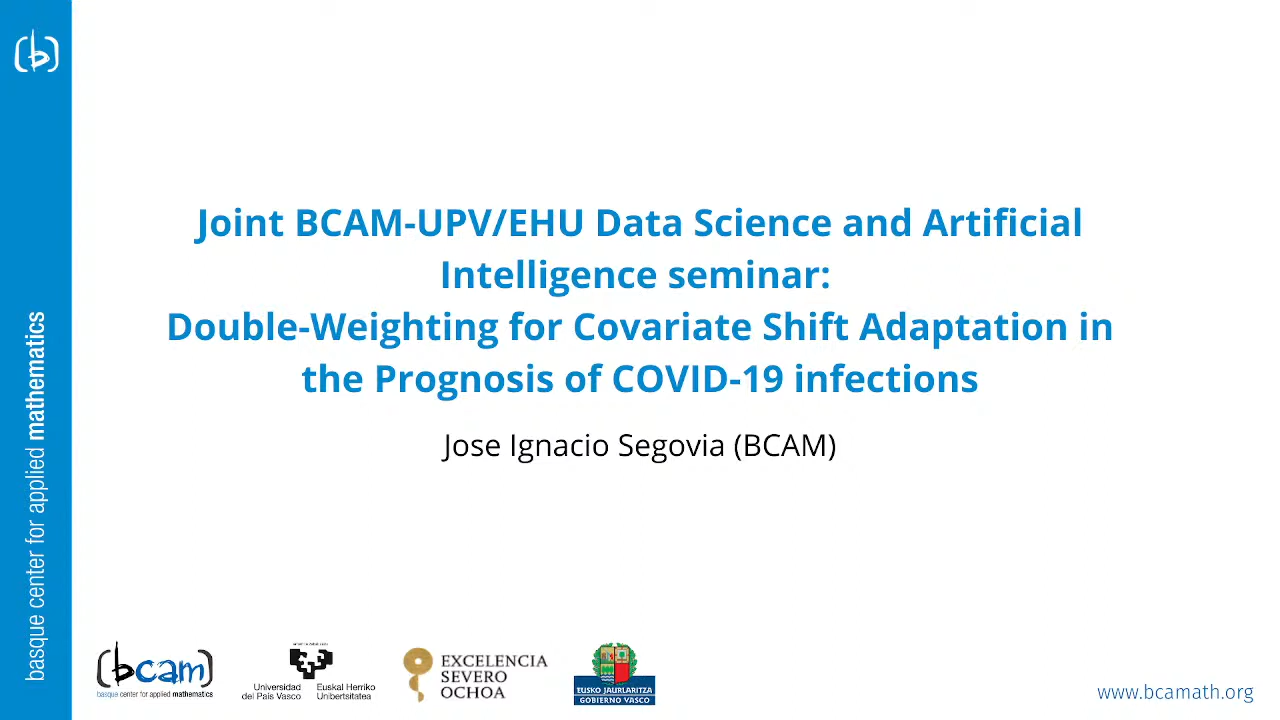 Joint BCAM-UPV/EHU Data Science and Artificial
Intelligence seminar:
Double-Weighting for Covariate Shift Adaptation in
the Prognosis of COVID-19 infections
Jose Ignacio Segovia (BCAM)
basque center for applied mathematics
(b)
(bcam)
basque center for applied mathematics
Universidad
del País Vasco
Euskal Herriko
Unibertsitatea
EXCELENCIA
SEVERO
OCHOA
EUSKO JAURLARITZA
GOBIERNO VASCO
www.bcamath.org